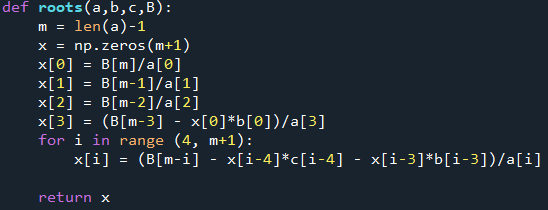 def roots(a,b,c,B):
    m = len(a)-1
    x = np.zeros(m+1)
    x[0] = B[m]/a[0]
    x[1] = B[m-1]/a[1]
    x[2] = B[m-2]/a[2]
    x[3] = (B[m-3] - x[0]*b[0])/a[3]
    for i in range (4, m+1):
        x[i] = (B[m-i] - x[i-4]*c[i-4] - x[i-3]*b[i-3])/a[i]
    return x